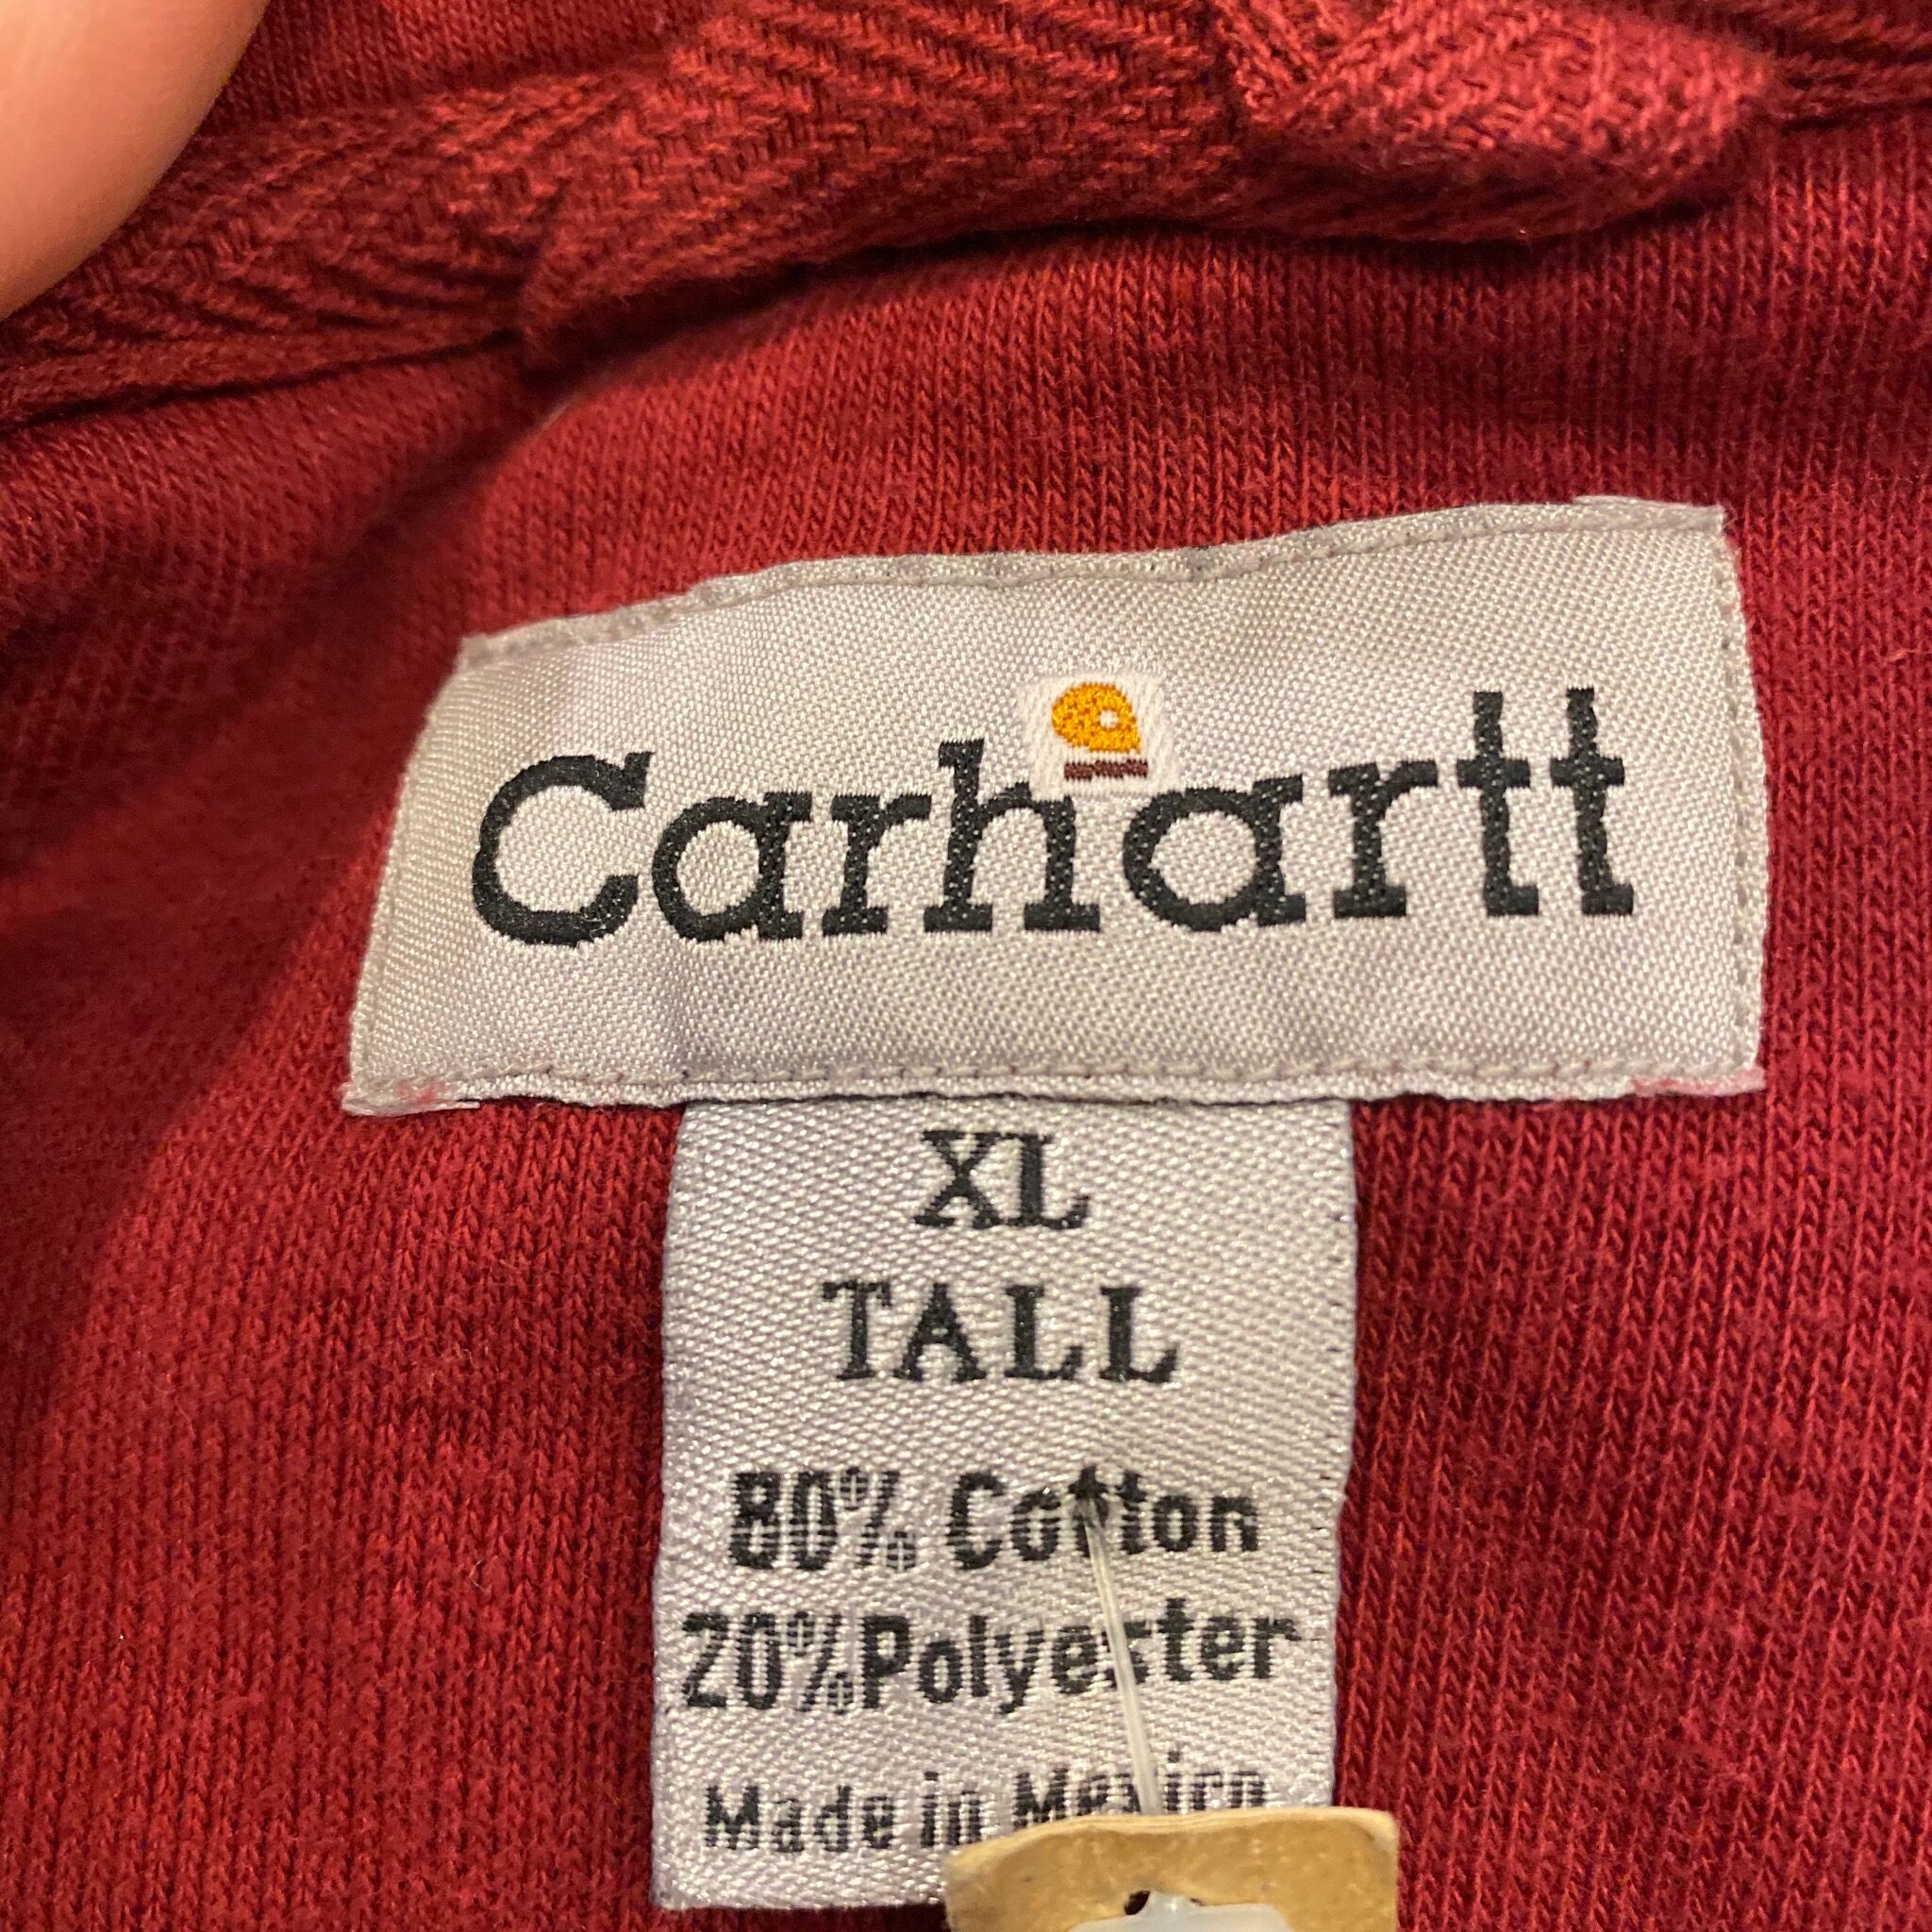 Carhartt
XL
TALL
80% Cotton
20% Polyester
Made in Mexico